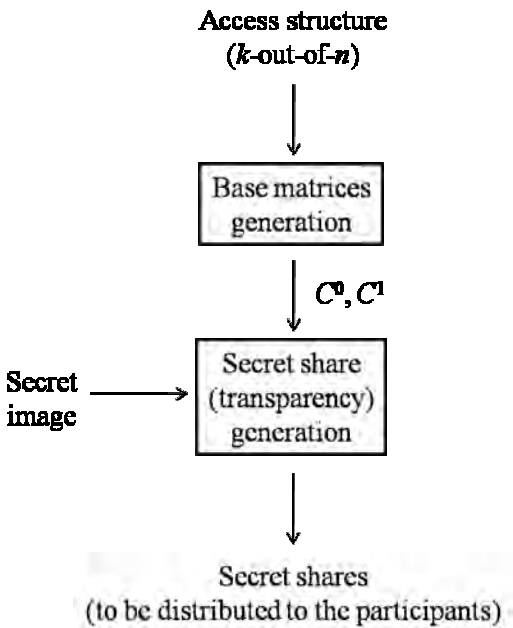 Access structure
(k-out-of-n)
Base matrices
generation
C⁰, C¹
Secret share
(transparency)
generation
Secret
image
Secret shares
(to be distributed to the participants)